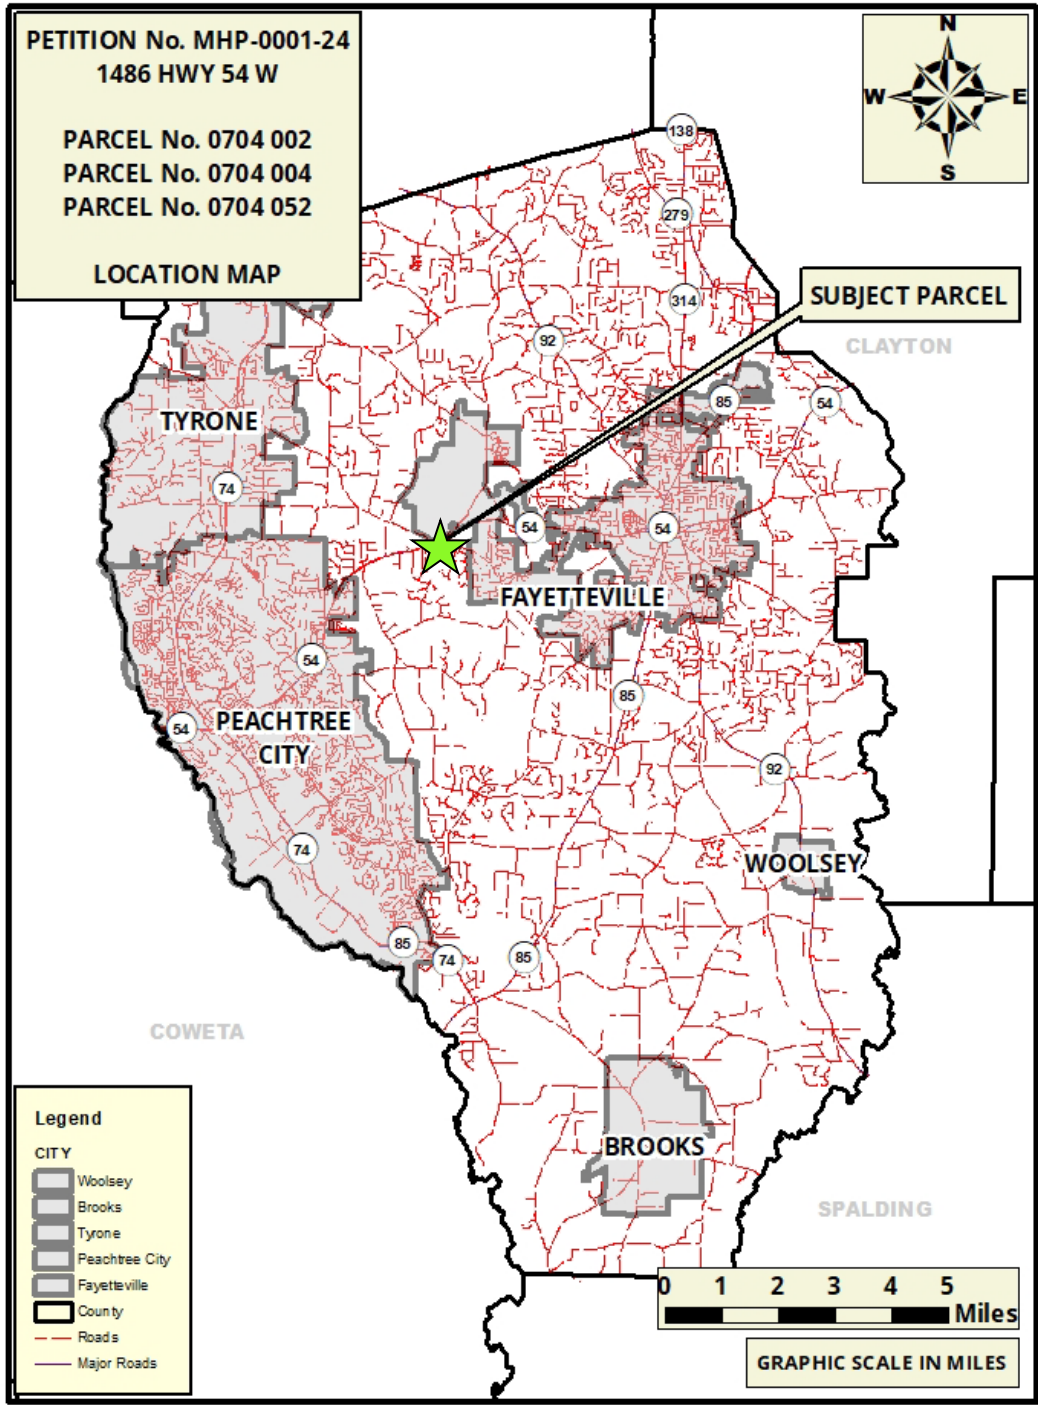 PETITION No. MHP-0001-24
1486 HWY 54 W
PARCEL No. 0704 002
PARCEL No. 0704 004
PARCEL No. 0704 052
LOCATION MAP
N
W
E
S
138
279
314
SUBJECT PARCEL
92
CLAYTON
85
54
TYRONE
74
54
54
FAYETTEVILLE
54
85
PEACHTREE
CITY
54
92
74
WOOLSEY
85
74
85
COWETA
BROOKS
SPALDING
Legend
CITY
Woolsey
Brooks
Tyrone
Peachtree City
Fayetteville
County
Roads
Major Roads
0 1 2 3 4 5
Miles
GRAPHIC SCALE IN MILES